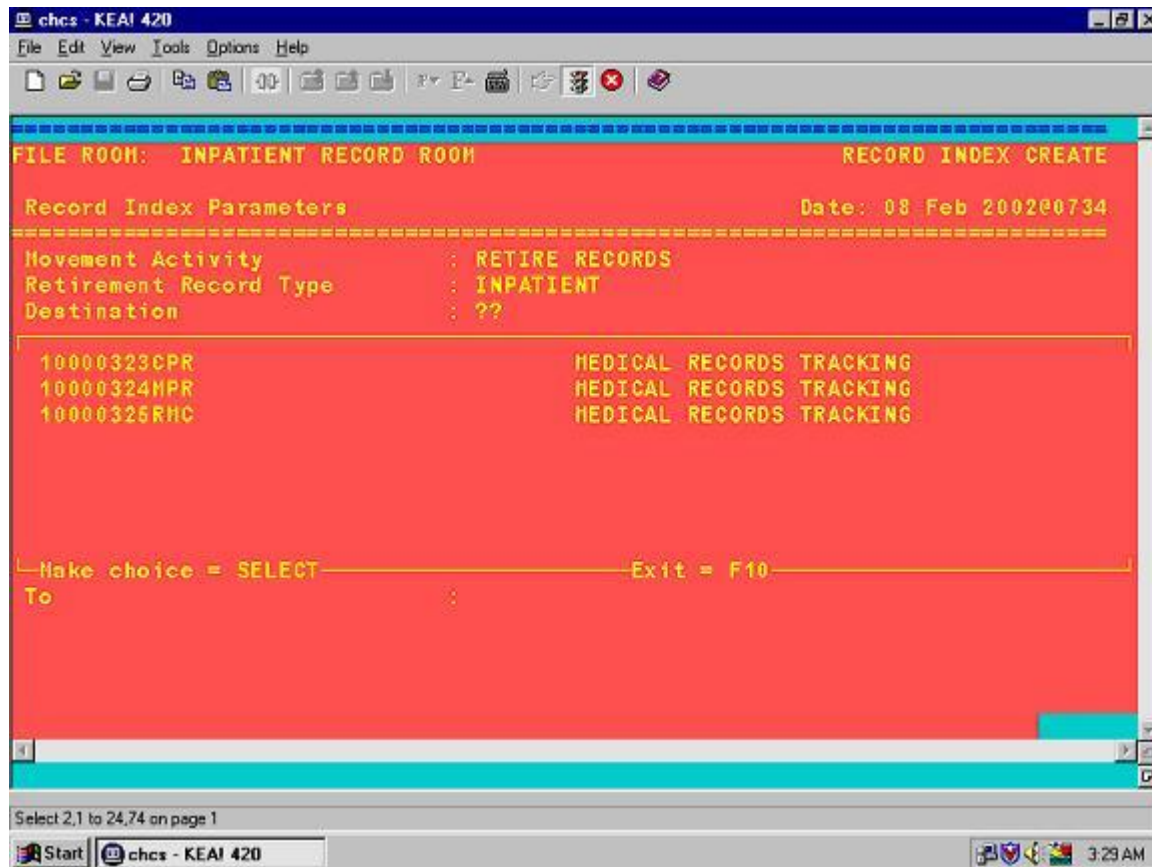 chcs - KEA! 420
File Edit View Tools Options Help
FILE ROOM: INPATIENT RECORD ROOM RECORD INDEX CREATE
Record Index Parameters Date: 08 Feb 2002@0734
Movement Activity : RETIRE RECORDS
Retirement Record Type : INPATIENT
Destination : ??
10000323CPR MEDICAL RECORDS TRACKING
10000324MPR MEDICAL RECORDS TRACKING
10000325RMC MEDICAL RECORDS TRACKING
Make choice = SELECT Exit = F10
To :
Select 2,1 to 24,74 on page 1
Start chcs - KEA! 420 3:29 AM